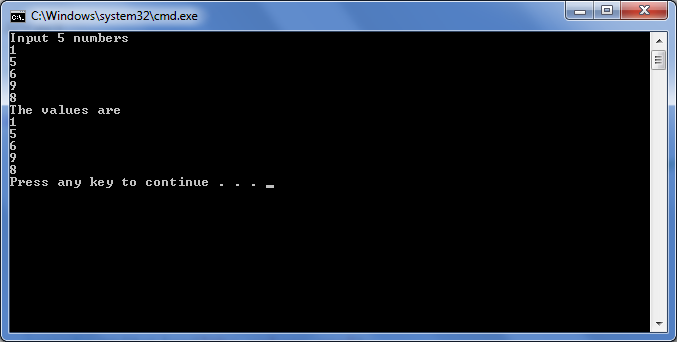 C:\Windows\system32\cmd.exe
Input 5 numbers
1
5
6
9
8
The values are
1
5
6
9
8
Press any key to continue . . .